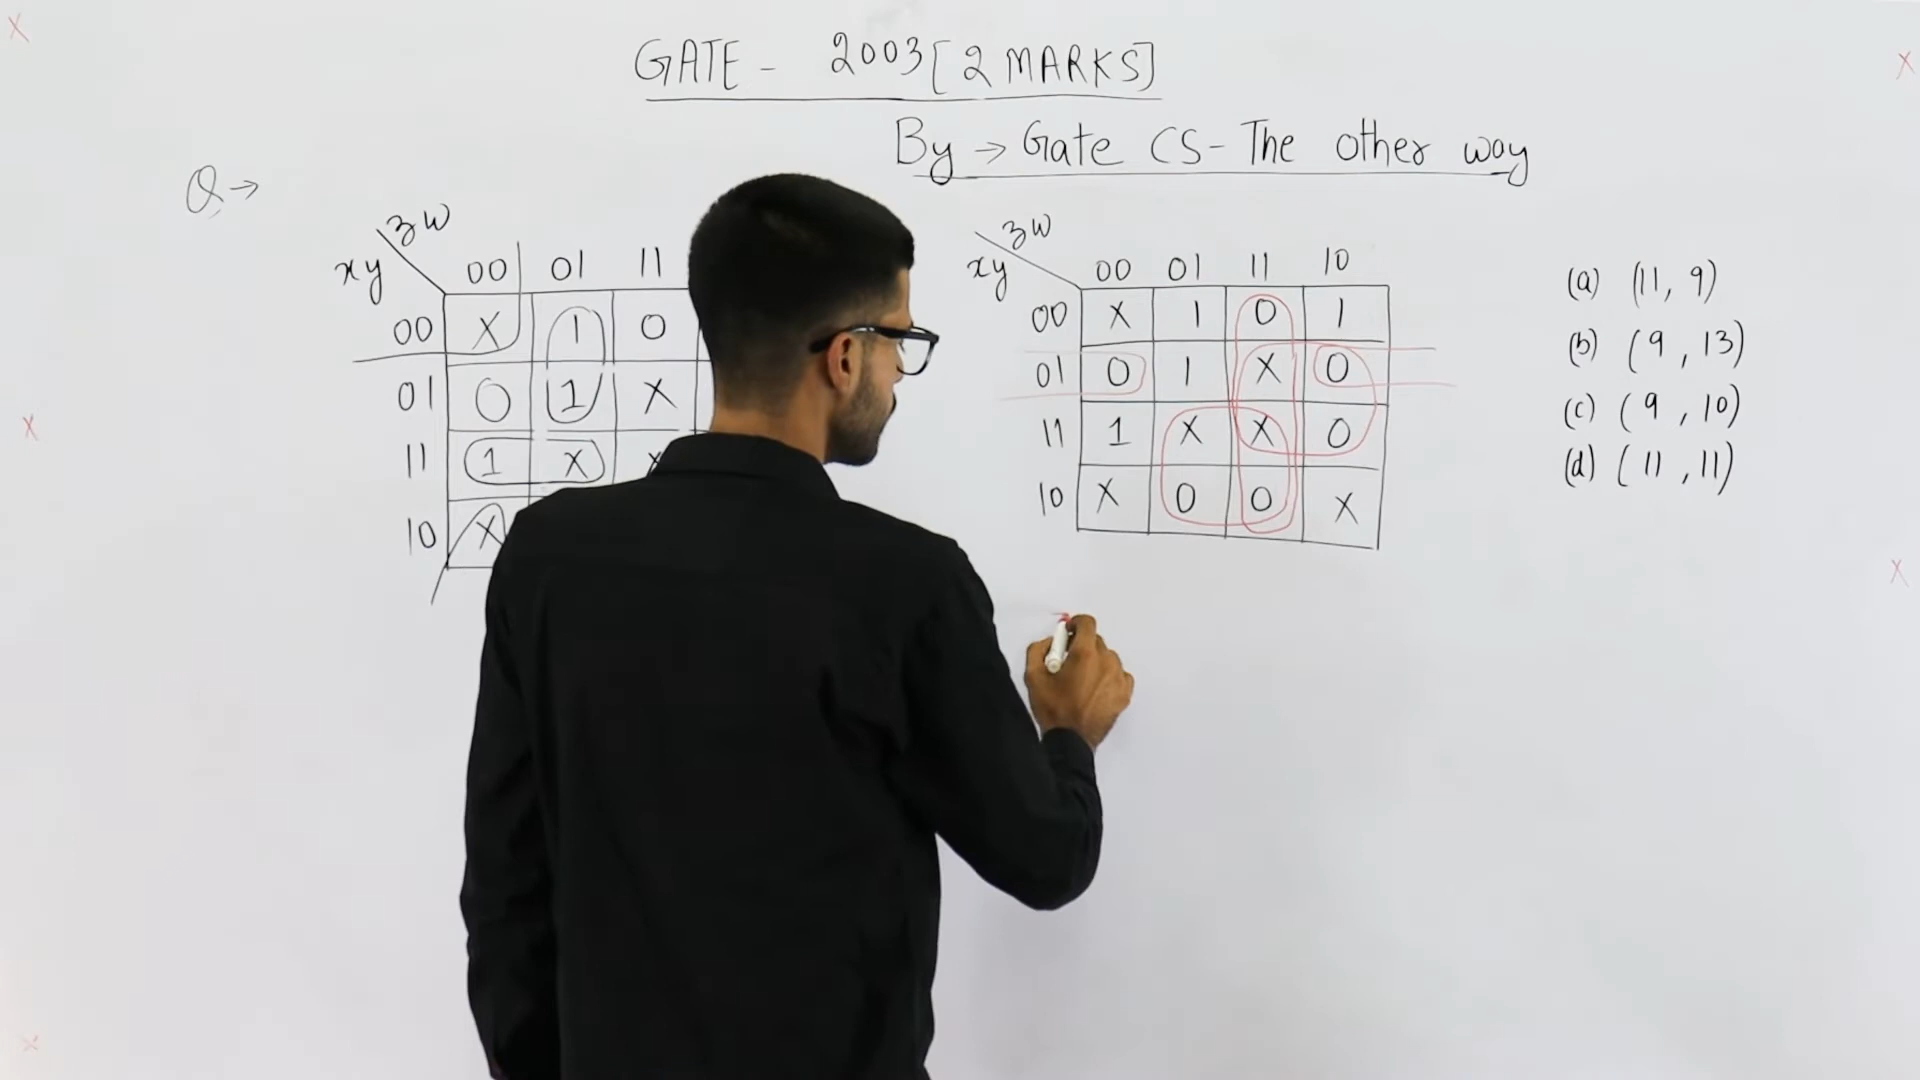 GATE - 2003 [2 MARKS]
By → Gate CS - The other way
Q →
zw
xy
00 01 11
00 X 1 0
01 0 1 X
11 1 X
10 X
zw
xy
00 01 11 10
00 X 1 0 1
01 0 1 X 0
11 1 X X 0
10 X 0 0 X
(a) (11, 9)
(b) (9, 13)
(c) (9, 10)
(d) (11, 11)